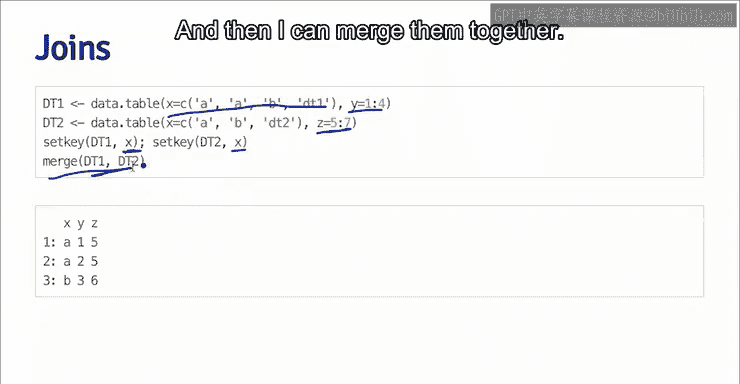 And then I can merge them together.
Joins
DT1 <- data.table(x=c('a', 'a', 'b', 'dt1'), y=1:4)
DT2 <- data.table(x=c('a', 'b', 'dt2'), z=5:7)
setkey(DT1, x); setkey(DT2, x)
merge(DT1, DT2)
x y z
1: a 1 5
2: a 2 5
3: b 3 6